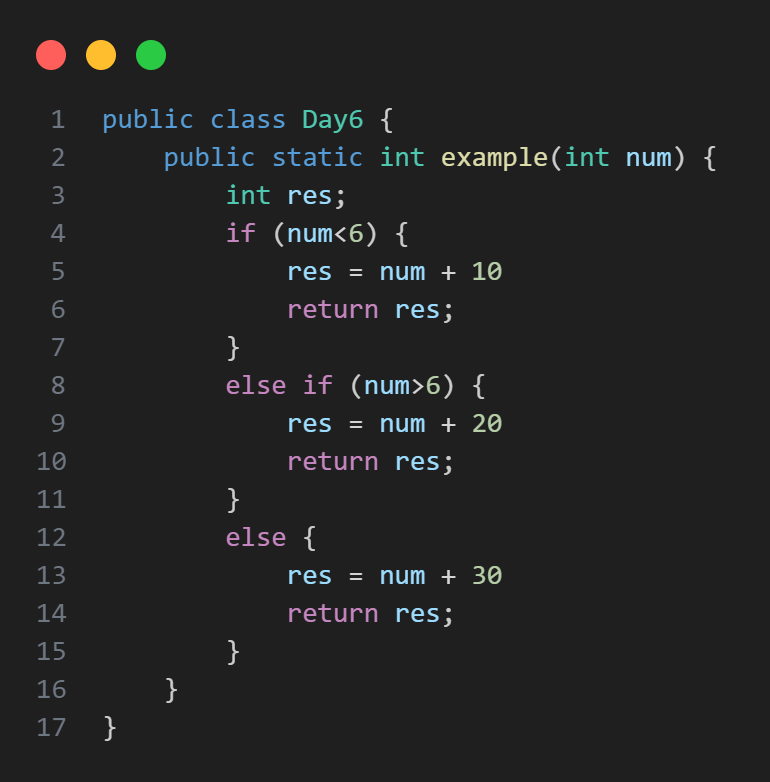 1 public class Day6 {
2     public static int example(int num) {
3         int res;
4         if (num<6) {
5             res = num + 10
6             return res;
7         }
8         else if (num>6) {
9             res = num + 20
10             return res;
11         }
12         else {
13             res = num + 30
14             return res;
15         }
16     }
17 }